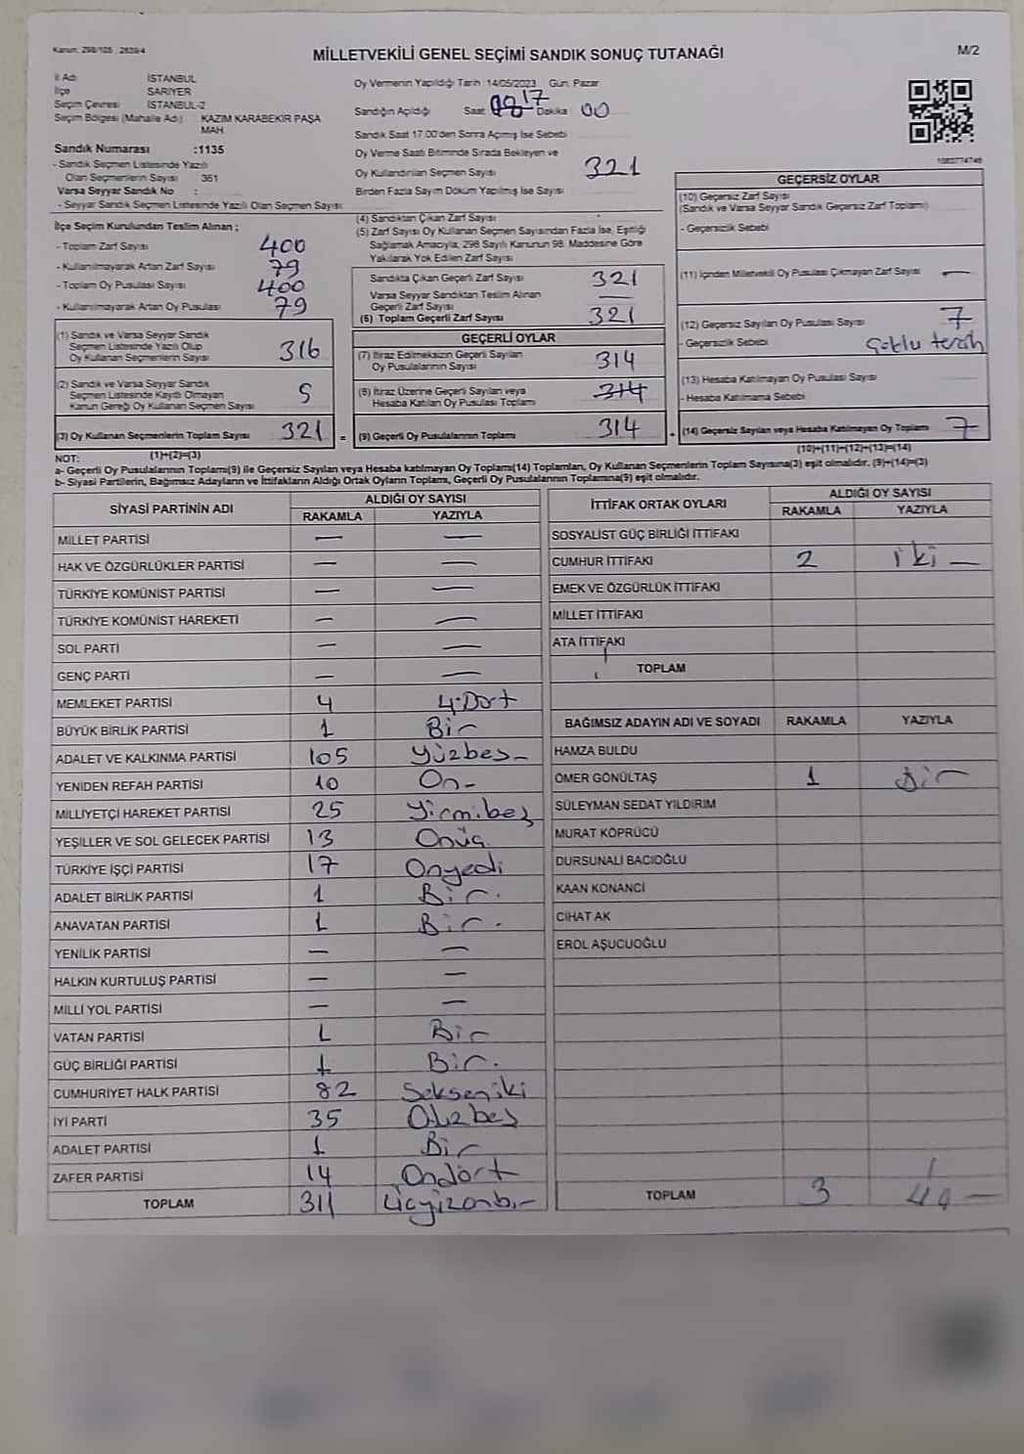 Kanun: 298/105 ; 2839/4
MİLLETVEKİLİ GENEL SEÇİMİ SANDIK SONUÇ TUTANAĞI
M/2
İl Adı İSTANBUL
İlçe SARIYER
Seçim Çevresi İSTANBUL-2
Seçim Bölgesi (Mahalle Adı) KAZIM KARABEKİR PAŞA
MAH
Sandık Numarası :1135
- Sandık Seçmen Listesinde Yazılı
Olan Seçmenlerin Sayısı 361
Varsa Seyyar Sandık No :
- Seyyar Sandık Seçmen Listesinde Yazılı Olan Seçmen Sayısı:
Oy Vermenin Yapıldığı Tarih :14/05/2023 Gün: Pazar
Sandığın Açıldığı Saat 17 Dakika 00
Sandık Saat 17.00'den Sonra Açılmış İse Sebebi
Oy Verme Saati Bitiminde Sırada Bekleyen ve
Oy Kullandırılan Seçmen Sayısı 321
Birden Fazla Sayım Döküm Yapılmış İse Sayısı
İlçe Seçim Kurulundan Teslim Alınan ;
- Toplam Zarf Sayısı 400
- Kullanılmayarak Artan Zarf Sayısı 79
- Toplam Oy Pusulası Sayısı 400
- Kullanılmayarak Artan Oy Pusulası 79
(1) Sandık ve Varsa Seyyar Sandık
Seçmen Listesinde Yazılı Olup
Oy Kullanan Seçmenlerin Sayısı 316
(2) Sandık ve Varsa Seyyar Sandık
Seçmen Listesinde Kayıtlı Olmayan
Kanun Gereği Oy Kullanan Seçmen Sayısı 5
(3) Oy Kullanan Seçmenlerin Toplam Sayısı 321 =
(1)+(2)=(3)
(4) Sandıktan Çıkan Zarf Sayısı
(5) Zarf Sayısı Oy Kullanan Seçmen Sayısından Fazla İse, Eşitliği
Sağlamak Amacıyla, 298 Sayılı Kanunun 98. Maddesine Göre
Yakılarak Yok Edilen Zarf Sayısı
Sandıkta Çıkan Geçerli Zarf Sayısı 321
Varsa Seyyar Sandıktan Teslim Alınan
Geçerli Zarf Sayısı —
(6) Toplam Geçerli Zarf Sayısı 321
GEÇERLİ OYLAR
(7) İtiraz Edilmeksizin Geçerli Sayılan
Oy Pusulalarının Sayısı 314
(8) İtiraz Üzerine Geçerli Sayılan veya
Hesaba Katılan Oy Pusulası Toplamı 314
(9) Geçerli Oy Pusulalarının Toplamı 314 +
1083774748
GEÇERSİZ OYLAR
(10) Geçersiz Zarf Sayısı
(Sandık ve Varsa Seyyar Sandık Geçersiz Zarf Toplamı)
- Geçersizlik Sebebi
(11) İçinden Milletvekili Oy Pusulası Çıkmayan Zarf Sayısı —
(12) Geçersiz Sayılan Oy Pusulası Sayısı 7
- Geçersizlik Sebebi Çoklu tercih
(13) Hesaba Katılmayan Oy Pusulası Sayısı
- Hesaba Katılmama Sebebi
(14) Geçersiz Sayılan veya Hesaba Katılmayan Oy Toplamı 7
(10)+(11)+(12)+(13)=(14)
NOT:
a- Geçerli Oy Pusulalarının Toplamı(9) ile Geçersiz Sayılan veya Hesaba katılmayan Oy Toplamı(14) Toplamları, Oy Kullanan Seçmenlerin Toplam Sayısına(3) eşit olmalıdır. (9)+(14)=(3)
b- Siyasi Partilerin, Bağımsız Adayların ve İttifakların Aldığı Ortak Oyların Toplamı, Geçerli Oy Pusulalarının Toplamına(9) eşit olmalıdır.
SİYASİ PARTİNİN ADI ALDIĞI OY SAYISI
RAKAMLA YAZIYLA
MİLLET PARTİSİ — —
HAK VE ÖZGÜRLÜKLER PARTİSİ — —
TÜRKİYE KOMÜNİST PARTİSİ — —
TÜRKİYE KOMÜNİST HAREKETİ — —
SOL PARTİ — —
GENÇ PARTİ — —
MEMLEKET PARTİSİ 4 4.Dört
BÜYÜK BİRLİK PARTİSİ 1 Bir
ADALET VE KALKINMA PARTİSİ 105 Yüzbeş
YENİDEN REFAH PARTİSİ 10 On
MİLLİYETÇİ HAREKET PARTİSİ 25 Yirmibeş
YEŞİLLER VE SOL GELECEK PARTİSİ 13 Onüç
TÜRKİYE İŞÇİ PARTİSİ 17 Onyedi
ADALET BİRLİK PARTİSİ 1 Bir.
ANAVATAN PARTİSİ 1 Bir.
YENİLİK PARTİSİ — —
HALKIN KURTULUŞ PARTİSİ — —
MİLLİ YOL PARTİSİ — —
VATAN PARTİSİ 1 Bir
GÜÇ BİRLİĞİ PARTİSİ 1 Bir.
CUMHURİYET HALK PARTİSİ 82 Sekseniki
İYİ PARTİ 35 Otuzbeş
ADALET PARTİSİ 1 Bir
ZAFER PARTİSİ 14 Ondört
TOPLAM 311 Üçyüzonbir
İTTİFAK ORTAK OYLARI ALDIĞI OY SAYISI
RAKAMLA YAZIYLA
SOSYALİST GÜÇ BİRLİĞİ İTTİFAKI
CUMHUR İTTİFAKI 2 iki —
EMEK VE ÖZGÜRLÜK İTTİFAKI
MİLLET İTTİFAKI
ATA İTTİFAKI
TOPLAM
BAĞIMSIZ ADAYIN ADI VE SOYADI RAKAMLA YAZIYLA
HAMZA BULDU
ÖMER GÖNÜLTAŞ 1 Bir
SÜLEYMAN SEDAT YILDIRIM
MURAT KÖPRÜCÜ
DURSUNALİ BACIOĞLU
KAAN KONANCİ
CİHAT AK
EROL AŞUCUOĞLU
TOPLAM 3